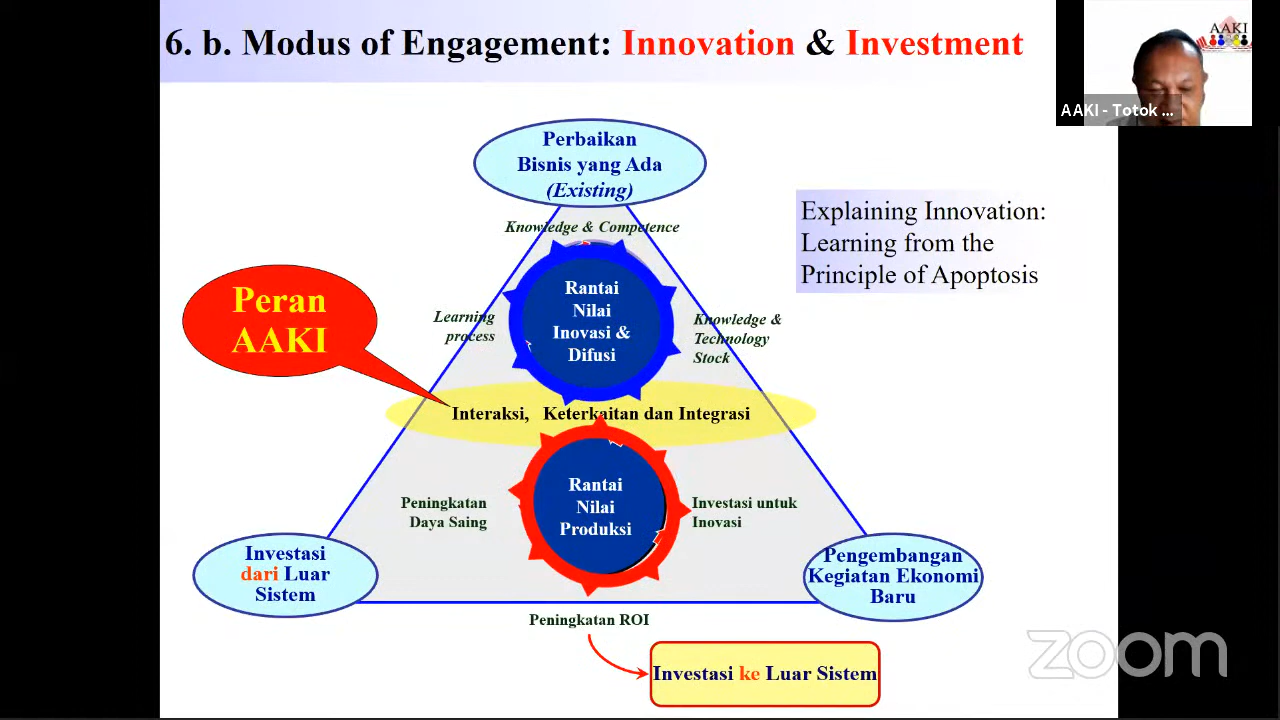 6. b. Modus of Engagement: Innovation & Investment
AAKI
AAKI - Totok ...
Perbaikan
Bisnis yang Ada
(Existing)
Explaining Innovation:
Learning from the
Principle of Apoptosis
Knowledge & Competence
Peran
AAKI
Learning
process
Rantai
Nilai
Inovasi &
Difusi
Knowledge &
Technology
Stock
Interaksi, Keterkaitan dan Integrasi
Peningkatan
Daya Saing
Rantai
Nilai
Produksi
Investasi untuk
Inovasi
Investasi
dari Luar
Sistem
Pengembangan
Kegiatan Ekonomi
Baru
Peningkatan ROI
Investasi ke Luar Sistem
zoom